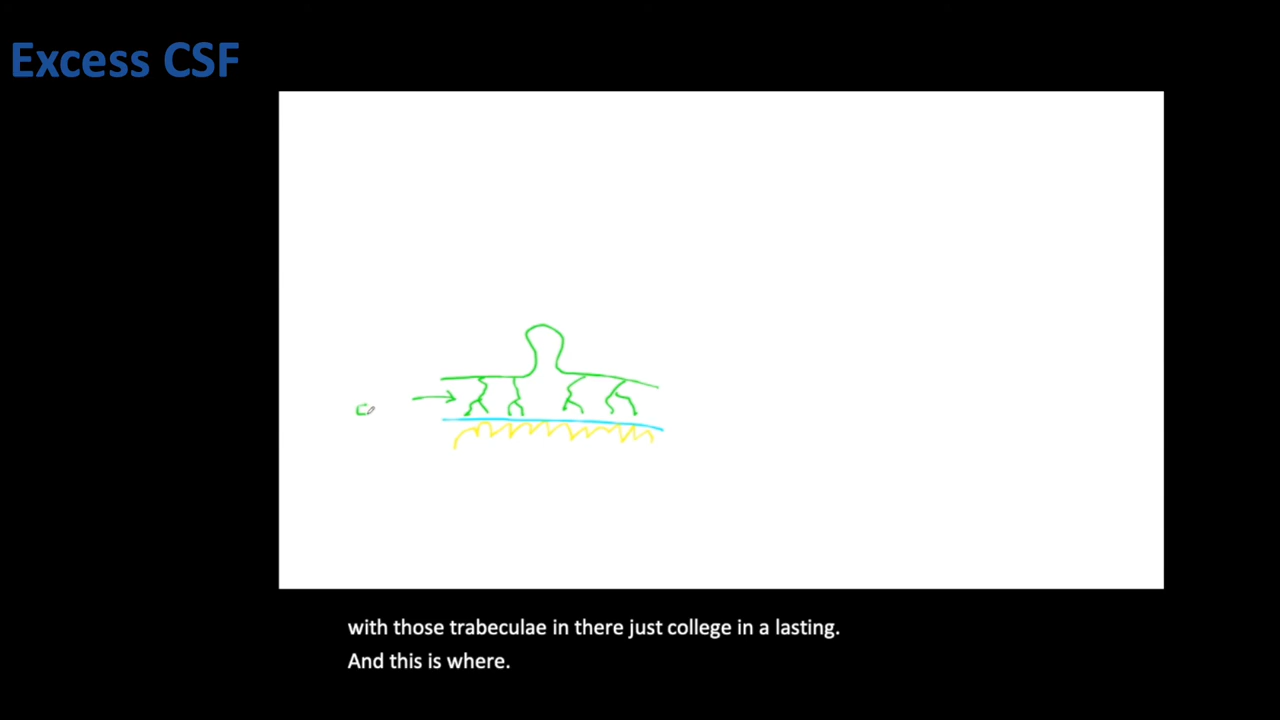 Excess CSF
C
with those trabeculae in there just college in a lasting.
And this is where.